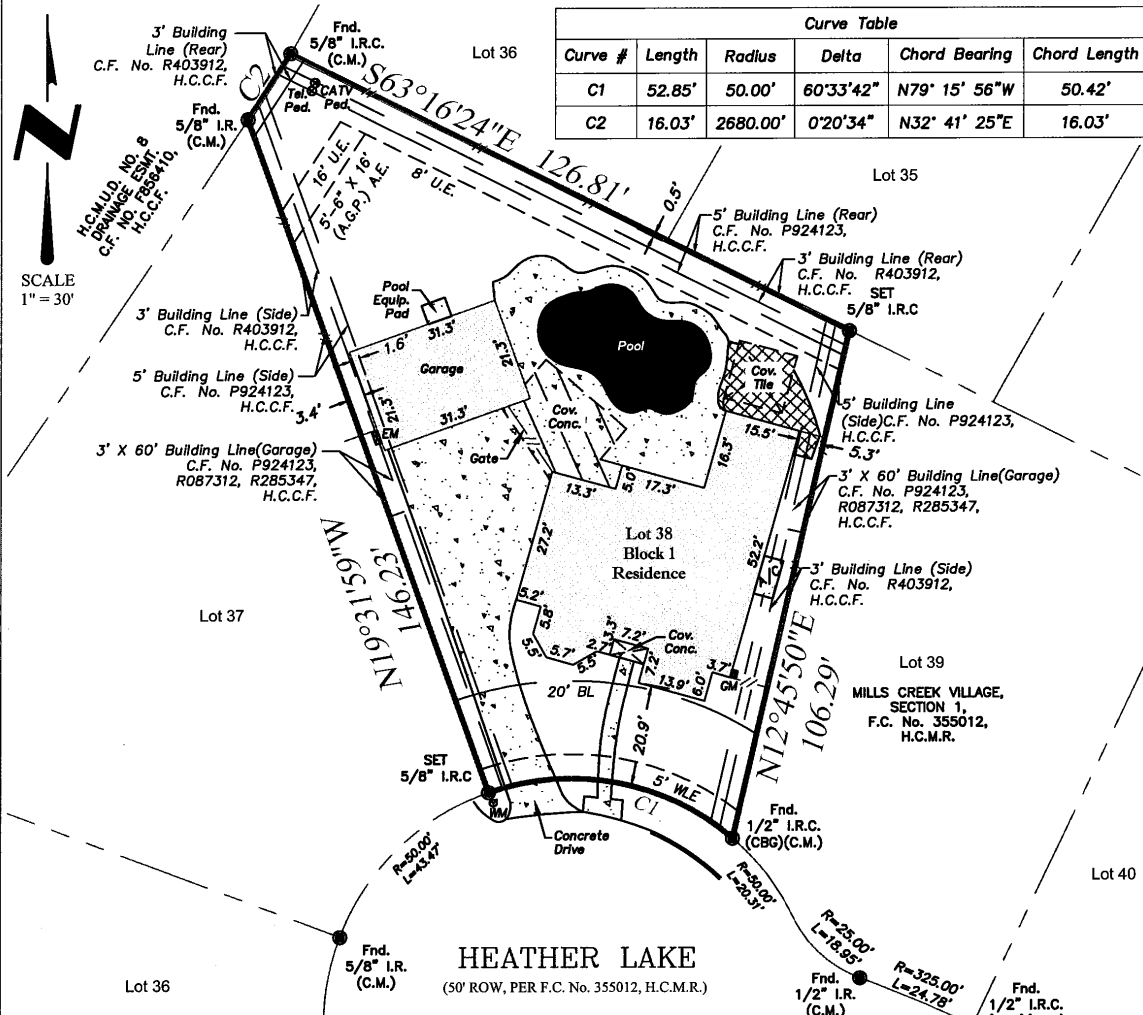 Curve Table
Curve # Length Radius Delta Chord Bearing Chord Length
C1 52.85' 50.00' 60°33'42" N79° 15' 56"W 50.42'
C2 16.03' 2680.00' 0°20'34" N32° 41' 25"E 16.03'
3' Building
Line (Rear)
C.F. No. R403912,
H.C.C.F.
Fnd.
5/8" I.R.C.
(C.M.)
Lot 36
C2
Tel.
Ped.
CATV
Ped.
S63°16'24"E 126.81'
Fnd.
5/8" I.R.
(C.M.)
N
SCALE
1" = 30'
H.C.M.U.D. NO. 8
DRAINAGE ESMT.
C.F. NO. F856410,
H.C.C.F.
16' U.E.
5'-6" X 16'
(A.G.P.) A.E.
8' U.E.
0.5'
Lot 35
5' Building Line (Rear)
C.F. No. P924123,
H.C.C.F.
3' Building Line (Rear)
C.F. No. R403912,
H.C.C.F.
SET
5/8" I.R.C
3' Building Line (Side)
C.F. No. R403912,
H.C.C.F.
Pool
Equip.
Pad
31.3'
1.6'
Garage
21.3'
21.3'
31.3'
Pool
Cov.
Tile
Cov.
Conc.
5' Building Line (Side)
C.F. No. P924123,
H.C.C.F.
3.4'
EM
Gate
5' Building Line
(Side)C.F. No. P924123,
H.C.C.F.
15.5'
5.3'
16.3'
3' X 60' Building Line(Garage)
C.F. No. P924123,
R087312, R285347,
H.C.C.F.
13.3'
5.0'
17.3'
3' X 60' Building Line(Garage)
C.F. No. P924123,
R087312, R285347,
H.C.C.F.
27.2'
Lot 38
Block 1
Residence
52.2'
A/C
3' Building Line (Side)
C.F. No. R403912,
H.C.C.F.
N19°31'59"W
146.23'
Lot 37
5.2'
5.8'
5.5'
5.7'
5.5'
3.3'
7.2'
Cov.
Conc.
7.2'
13.9'
6.0'
3.7'
GM
20' BL
20.9'
Lot 39
MILLS CREEK VILLAGE,
SECTION 1,
F.C. No. 355012,
H.C.M.R.
N12°45'50"E
106.29'
SET
5/8" I.R.C
WM
5' WLE
C1
Concrete
Drive
Fnd.
1/2" I.R.C.
(CBG)(C.M.)
R=50.00'
L=43.47'
R=50.00'
L=20.31'
Lot 40
R=25.00'
L=18.95'
Fnd.
5/8" I.R.
(C.M.)
HEATHER LAKE
(50' ROW, PER F.C. No. 355012, H.C.M.R.)
R=325.00'
L=24.78'
Lot 36
Fnd.
1/2" I.R.
(C.M.)
Fnd.
1/2" I.R.C.